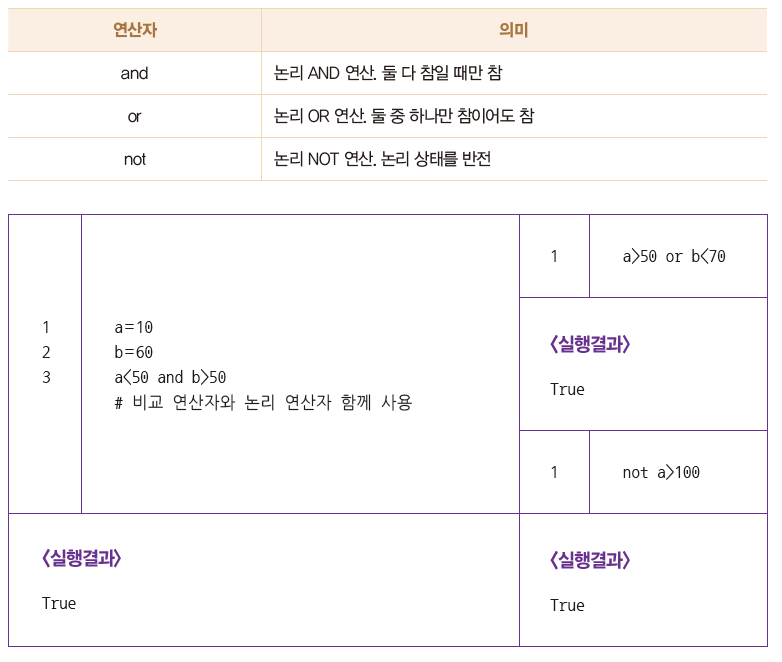 연산자 의미
and 논리 AND 연산. 둘 다 참일 때만 참
or 논리 OR 연산. 둘 중 하나만 참이어도 참
not 논리 NOT 연산. 논리 상태를 반전
1 a=10
2 b=60
3 a<50 and b>50
# 비교 연산자와 논리 연산자 함께 사용
<실행결과>
True
1 a>50 or b<70
<실행결과>
True
1 not a>100
<실행결과>
True